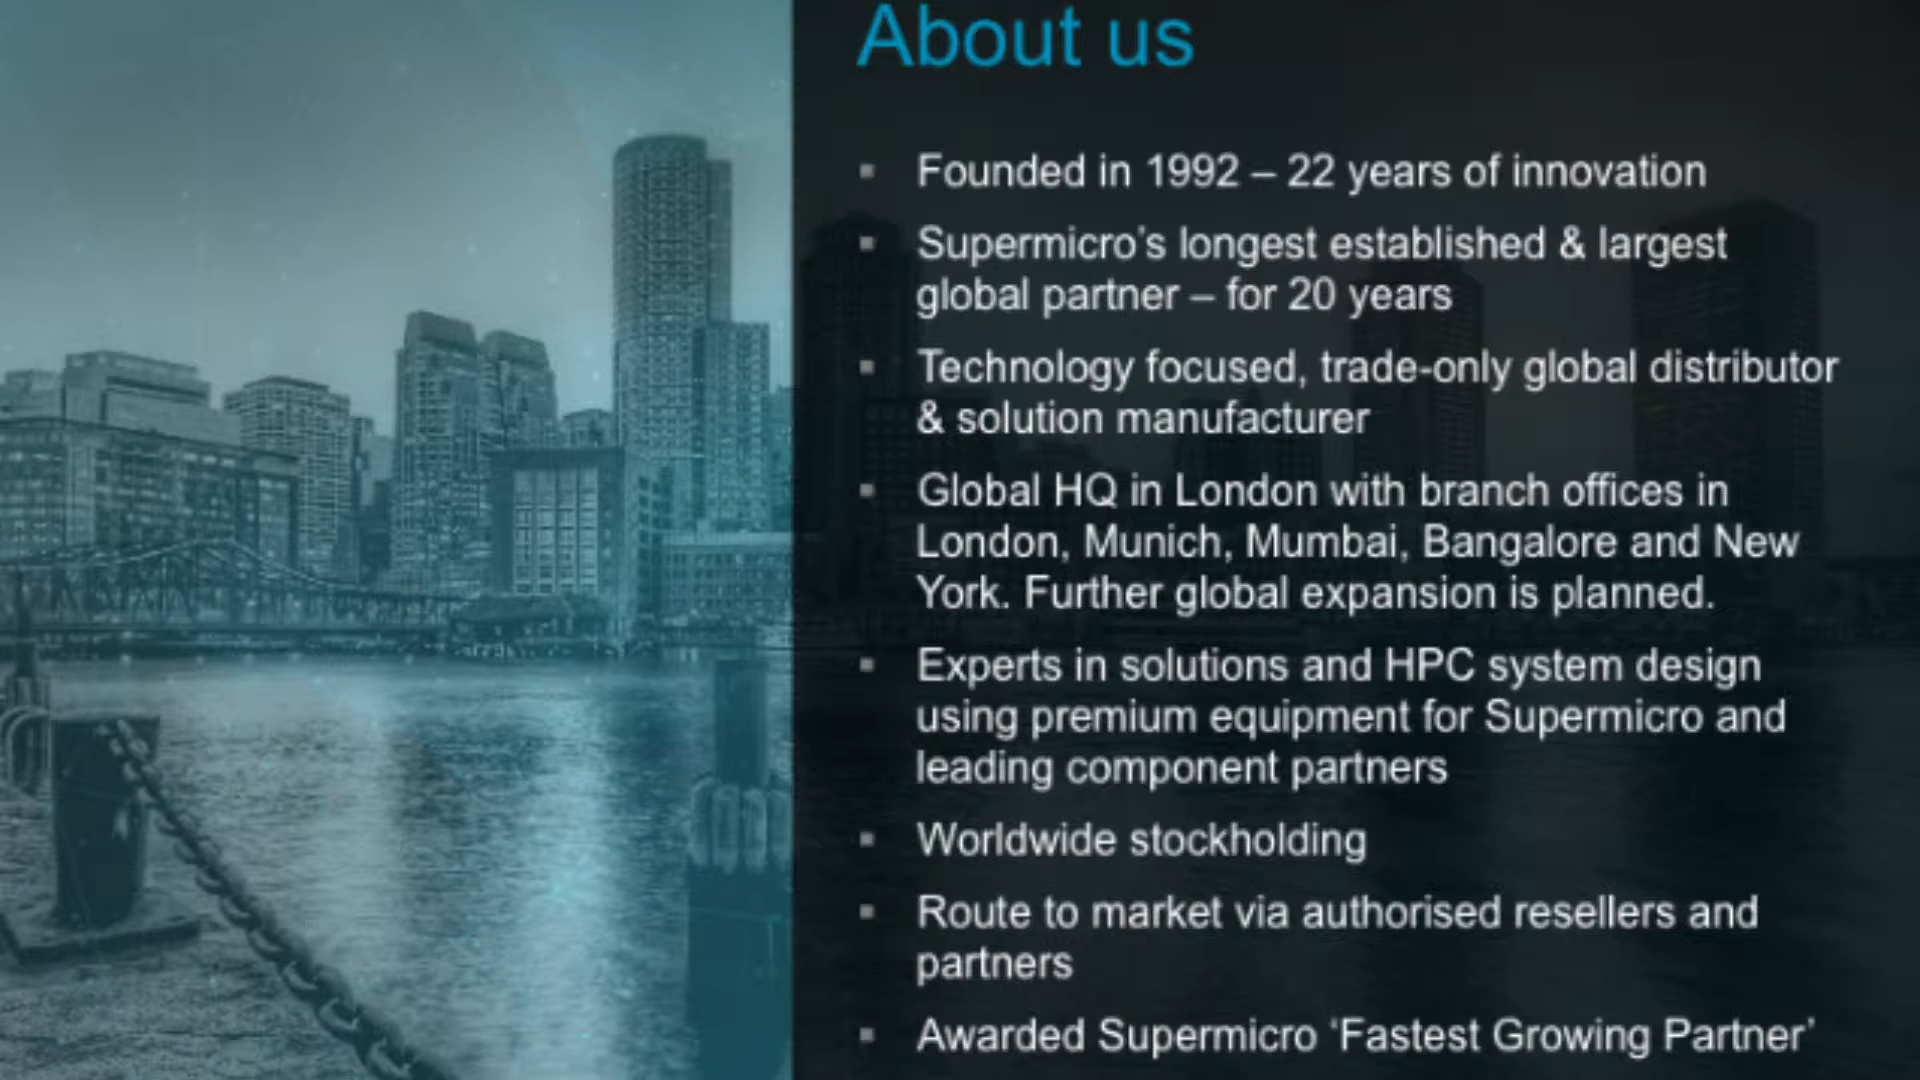 About us
Founded in 1992 – 22 years of innovation
Supermicro’s longest established & largest
global partner – for 20 years
Technology focused, trade-only global distributor
& solution manufacturer
Global HQ in London with branch offices in
London, Munich, Mumbai, Bangalore and New
York. Further global expansion is planned.
Experts in solutions and HPC system design
using premium equipment for Supermicro and
leading component partners
Worldwide stockholding
Route to market via authorised resellers and
partners
Awarded Supermicro ‘Fastest Growing Partner’